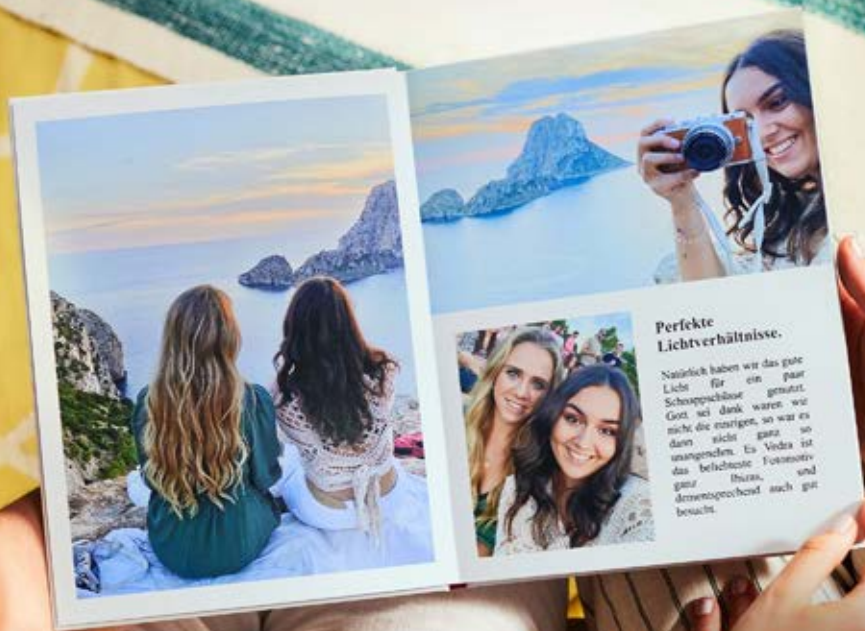 Perfekte
Lichtverhältnisse.
Natürlich haben wir das gute
Licht für ein paar
Schnappschüsse genutzt.
Gott sei dank waren wir
nicht die einzigen, so war es
dann nicht ganz so
unangenehm. Es Vedra ist
das beliebteste Fotomotiv
ganz Ibizas, und
dementsprechend auch gut
besucht.